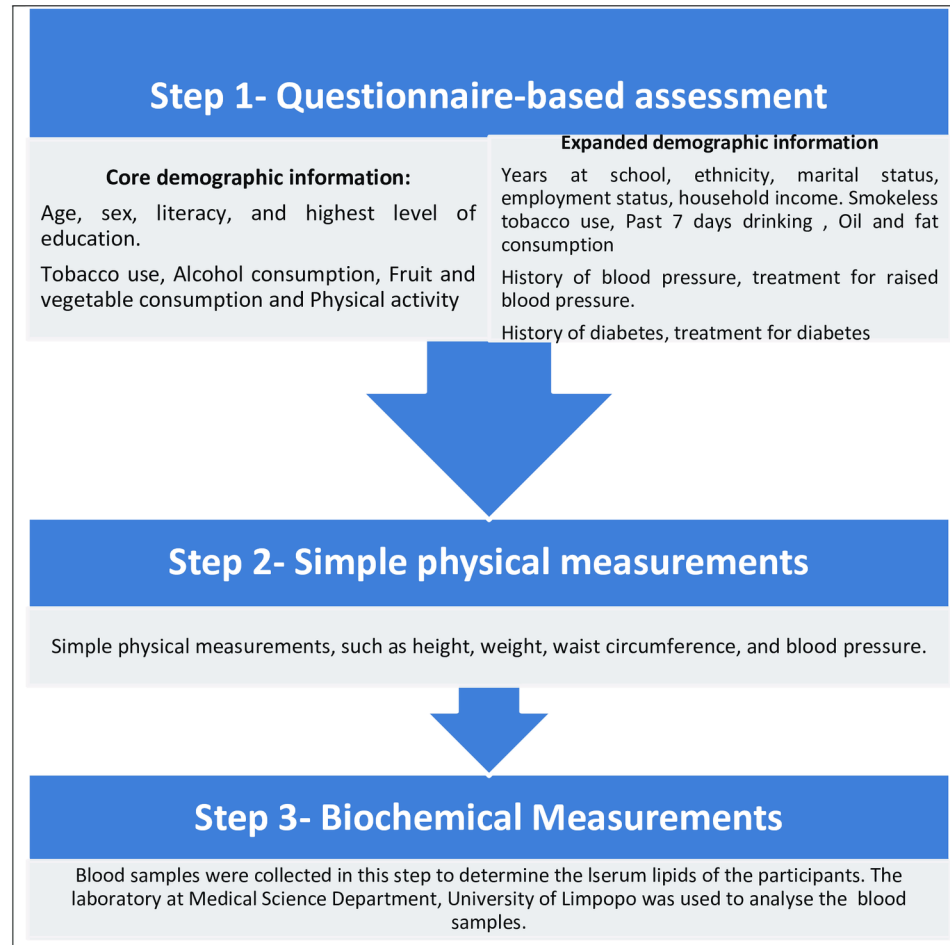 Step 1- Questionnaire-based assessment
Core demographic information:
Age, sex, literacy, and highest level of
education.
Tobacco use, Alcohol consumption, Fruit and
vegetable consumption and Physical activity
Expanded demographic information
Years at school, ethnicity, marital status,
employment status, household income. Smokeless
tobacco use, Past 7 days drinking , Oil and fat
consumption
History of blood pressure, treatment for raised
blood pressure.
History of diabetes, treatment for diabetes
Step 2- Simple physical measurements
Simple physical measurements, such as height, weight, waist circumference, and blood pressure.
Step 3- Biochemical Measurements
Blood samples were collected in this step to determine the lserum lipids of the participants. The
laboratory at Medical Science Department, University of Limpopo was used to analyse the  blood
samples.